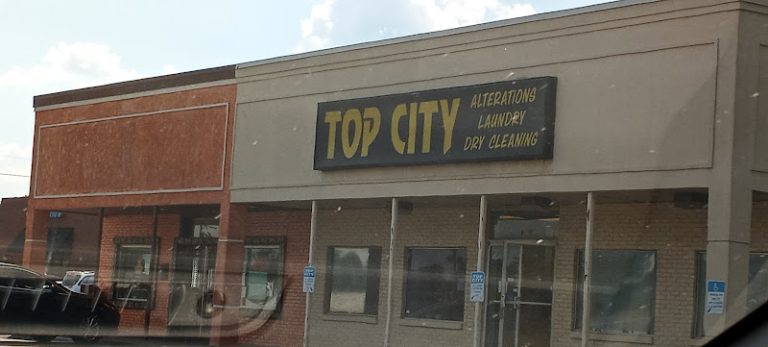 TOP CITY
ALTERATIONS
LAUNDRY
DRY CLEANING